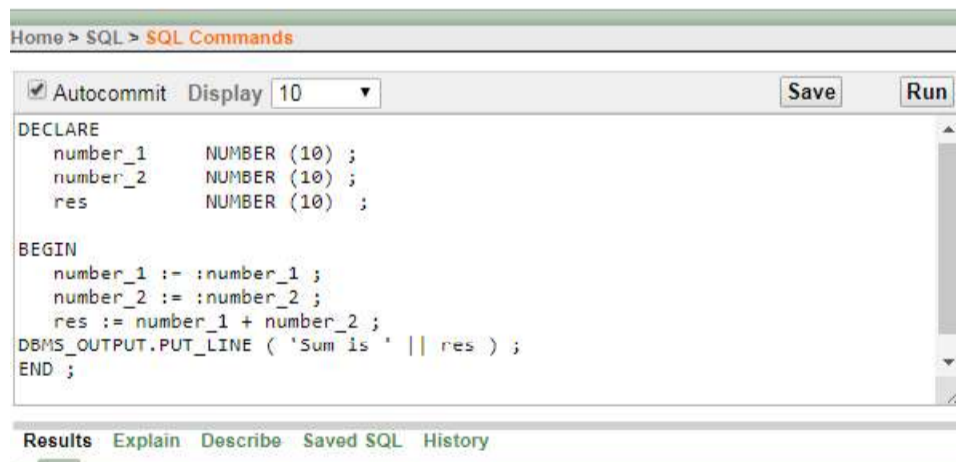 Home > SQL > SQL Commands
Autocommit Display 10 Save Run
DECLARE
number_1 NUMBER (10) ;
number_2 NUMBER (10) ;
res NUMBER (10) ;
BEGIN
number_1 := :number_1 ;
number_2 := :number_2 ;
res := number_1 + number_2 ;
DBMS_OUTPUT.PUT_LINE ( 'Sum is ' || res ) ;
END ;
Results Explain Describe Saved SQL History